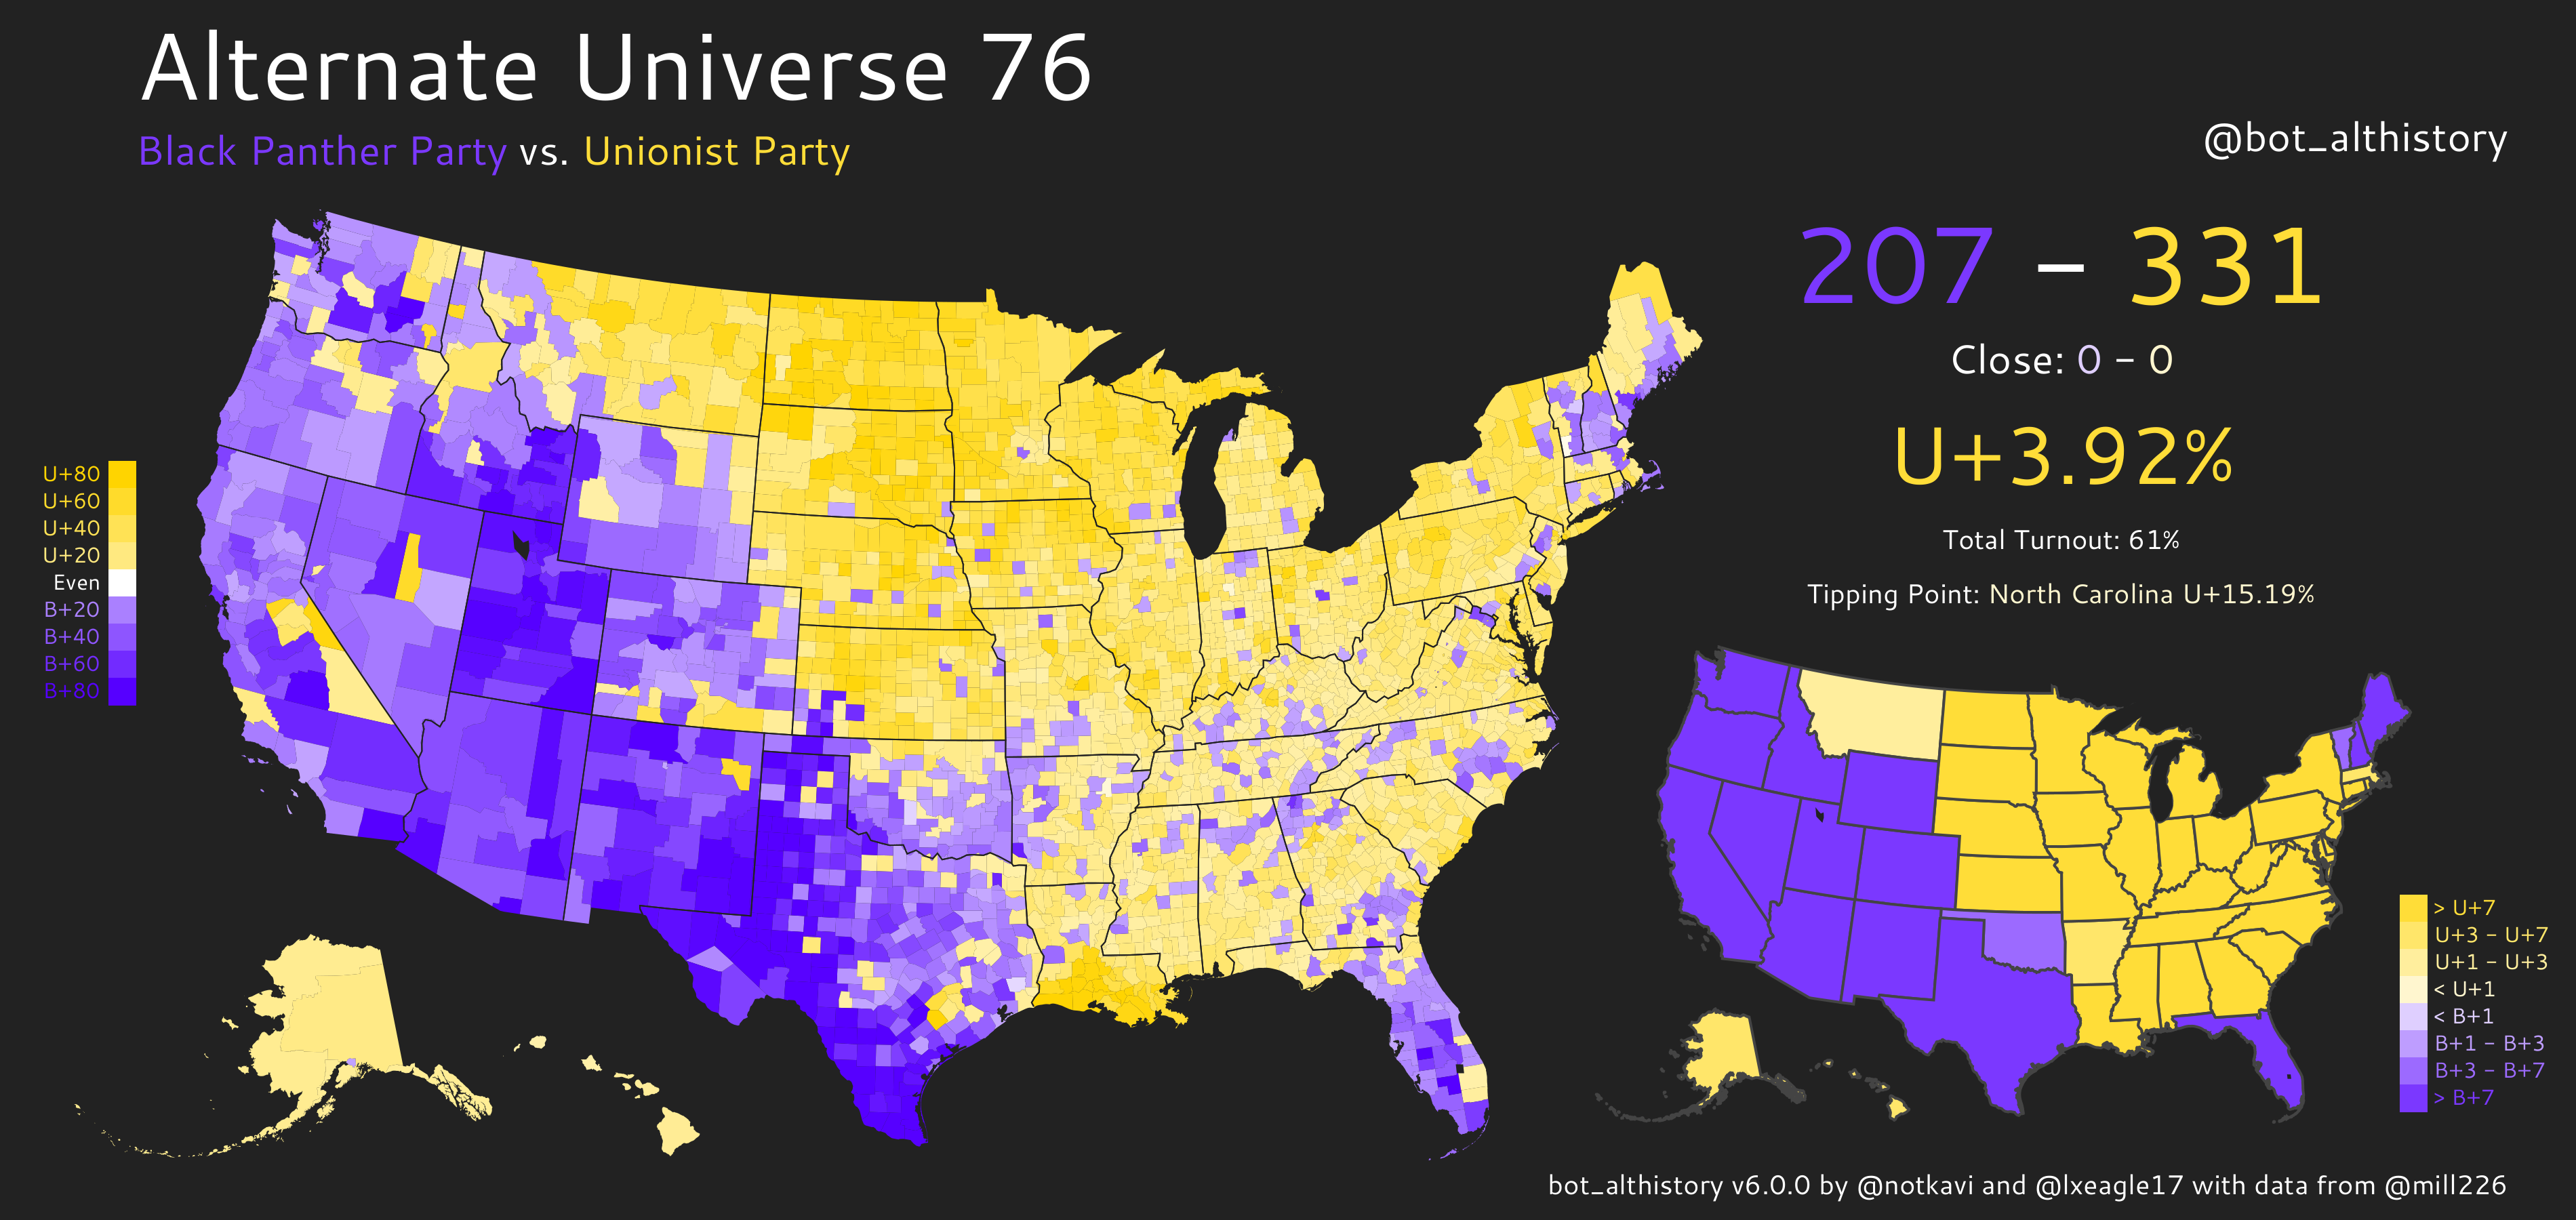 Alternate Universe 76
Black Panther Party vs. Unionist Party
@bot_althistory
207 – 331
Close: 0 – 0
U+3.92%
Total Turnout: 61%
Tipping Point: North Carolina U+15.19%
U+80
U+60
U+40
U+20
Even
B+20
B+40
B+60
B+80
> U+7
U+3 – U+7
U+1 – U+3
< U+1
< B+1
B+1 – B+3
B+3 – B+7
> B+7
bot_althistory v6.0.0 by @notkavi and @lxeagle17 with data from @mill226